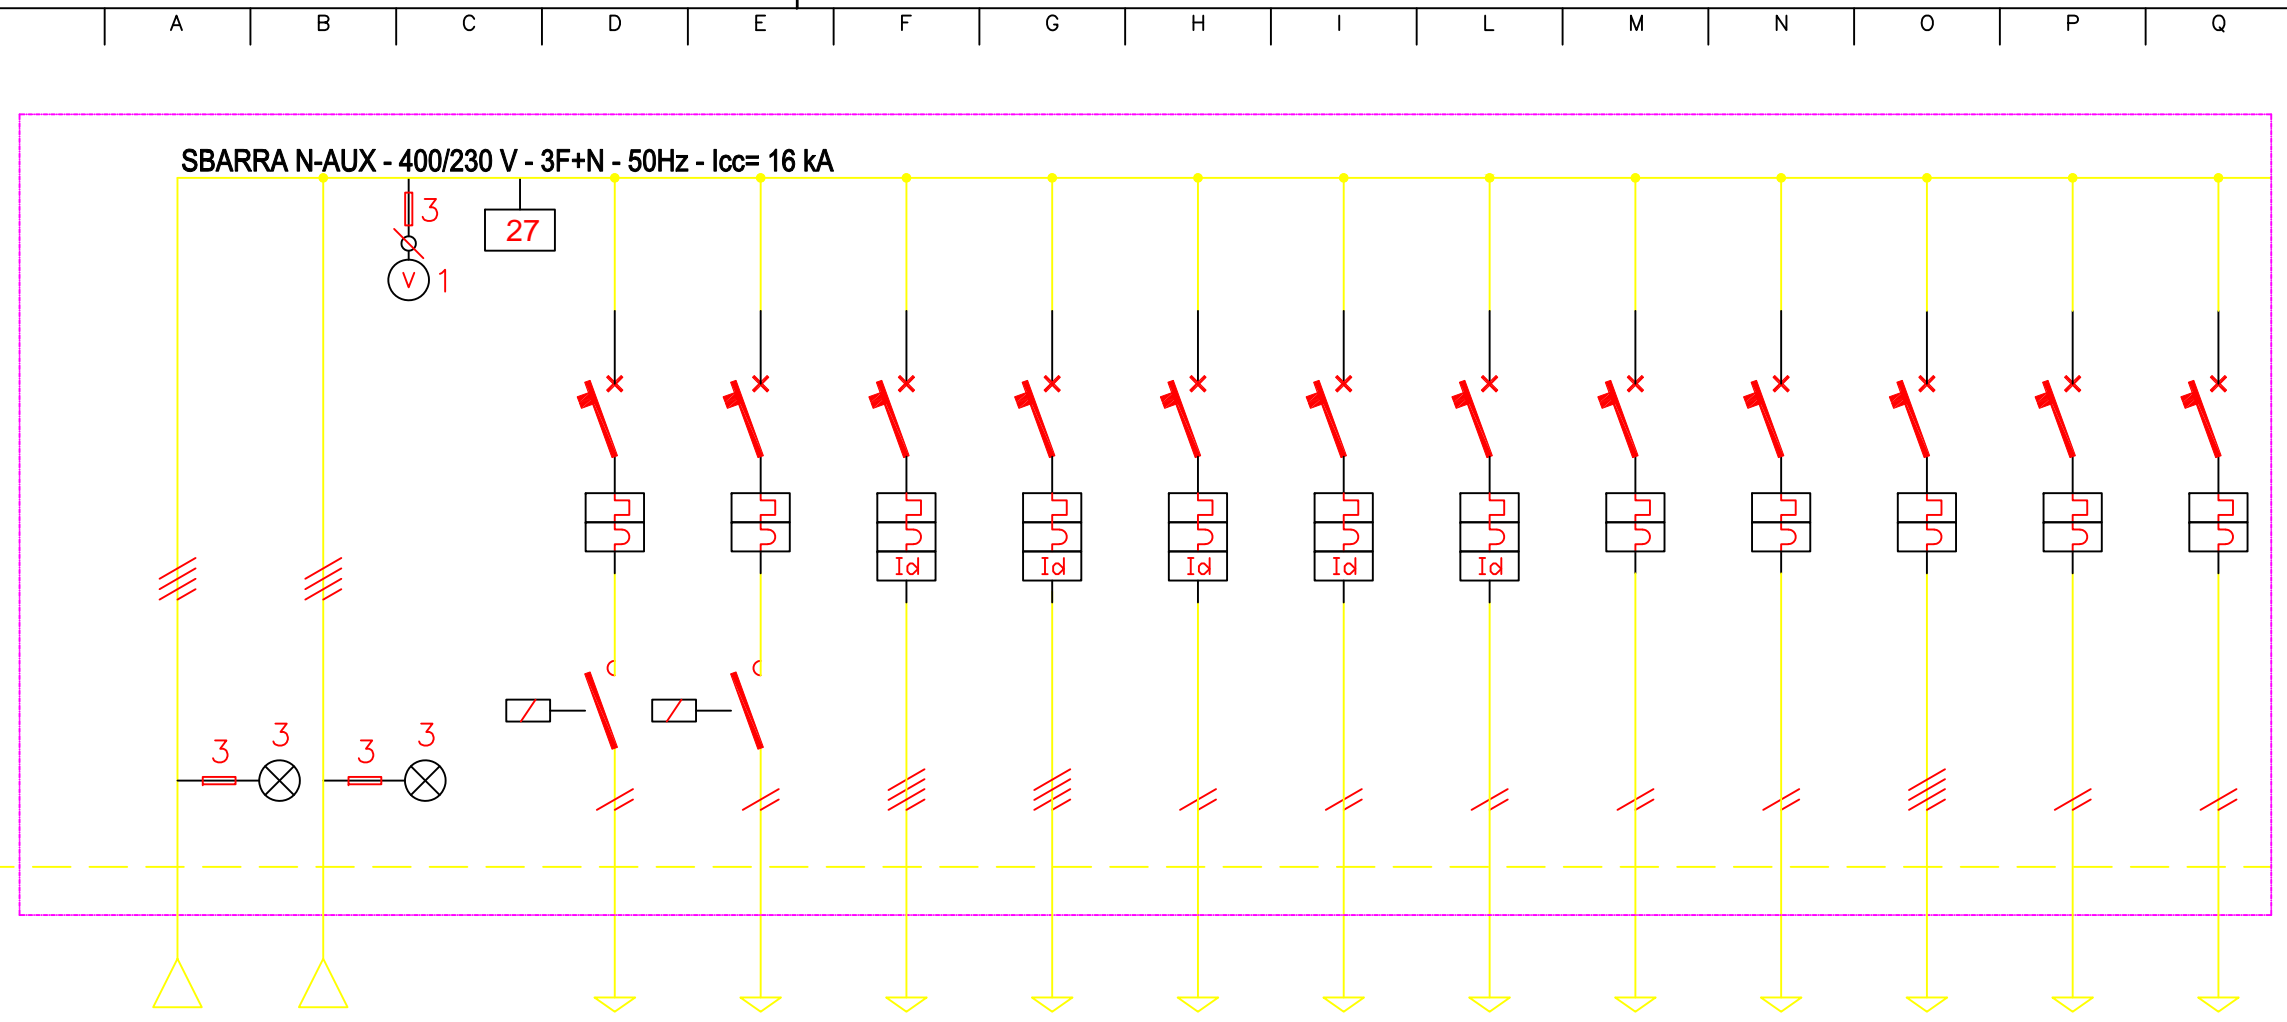 A B C D E F G H I L M N O P Q
SBARRA N-AUX - 400/230 V - 3F+N - 50Hz - Icc= 16 kA
3
27
V 1
Id Id Id Id Id
3 3 3 3